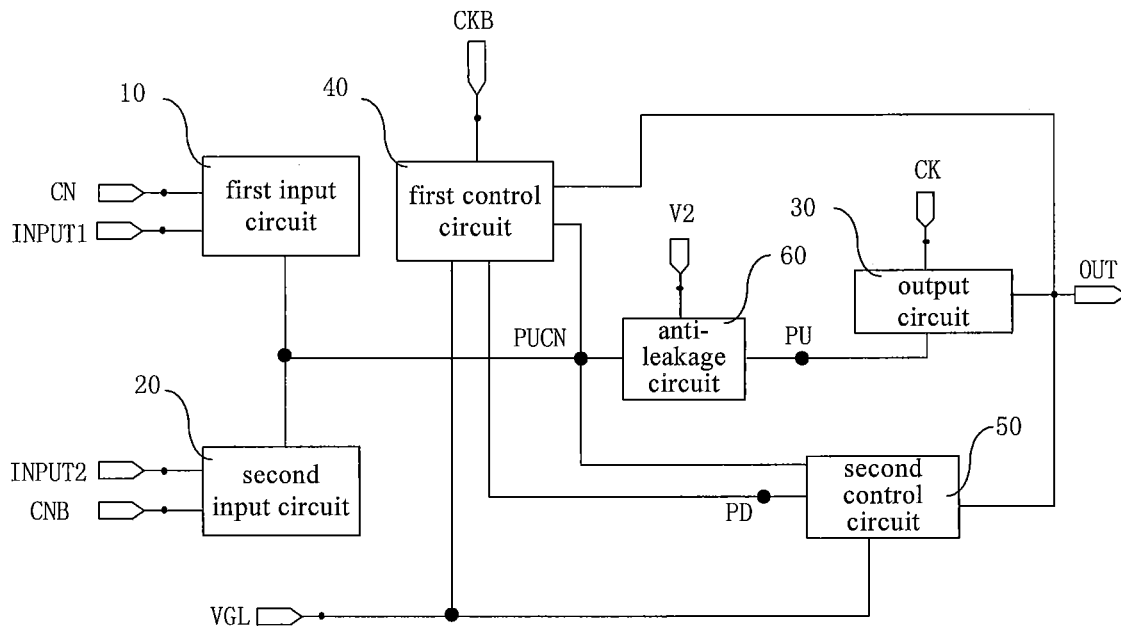 CKB
10
40
first input
circuit
first control
circuit
CN
INPUT1
CK
V2
30
60
output
circuit
OUT
PUCN
anti-
leakage
circuit
PU
20
50
INPUT2
CNB
second
input circuit
second
control
circuit
PD
VGL